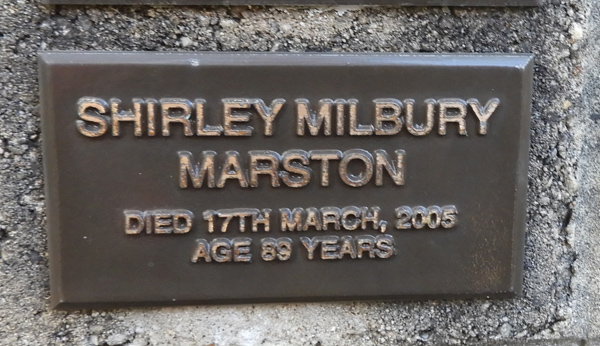 SHIRLEY MILBURY
MARSTON
DIED 17TH MARCH, 2005
AGE 89 YEARS